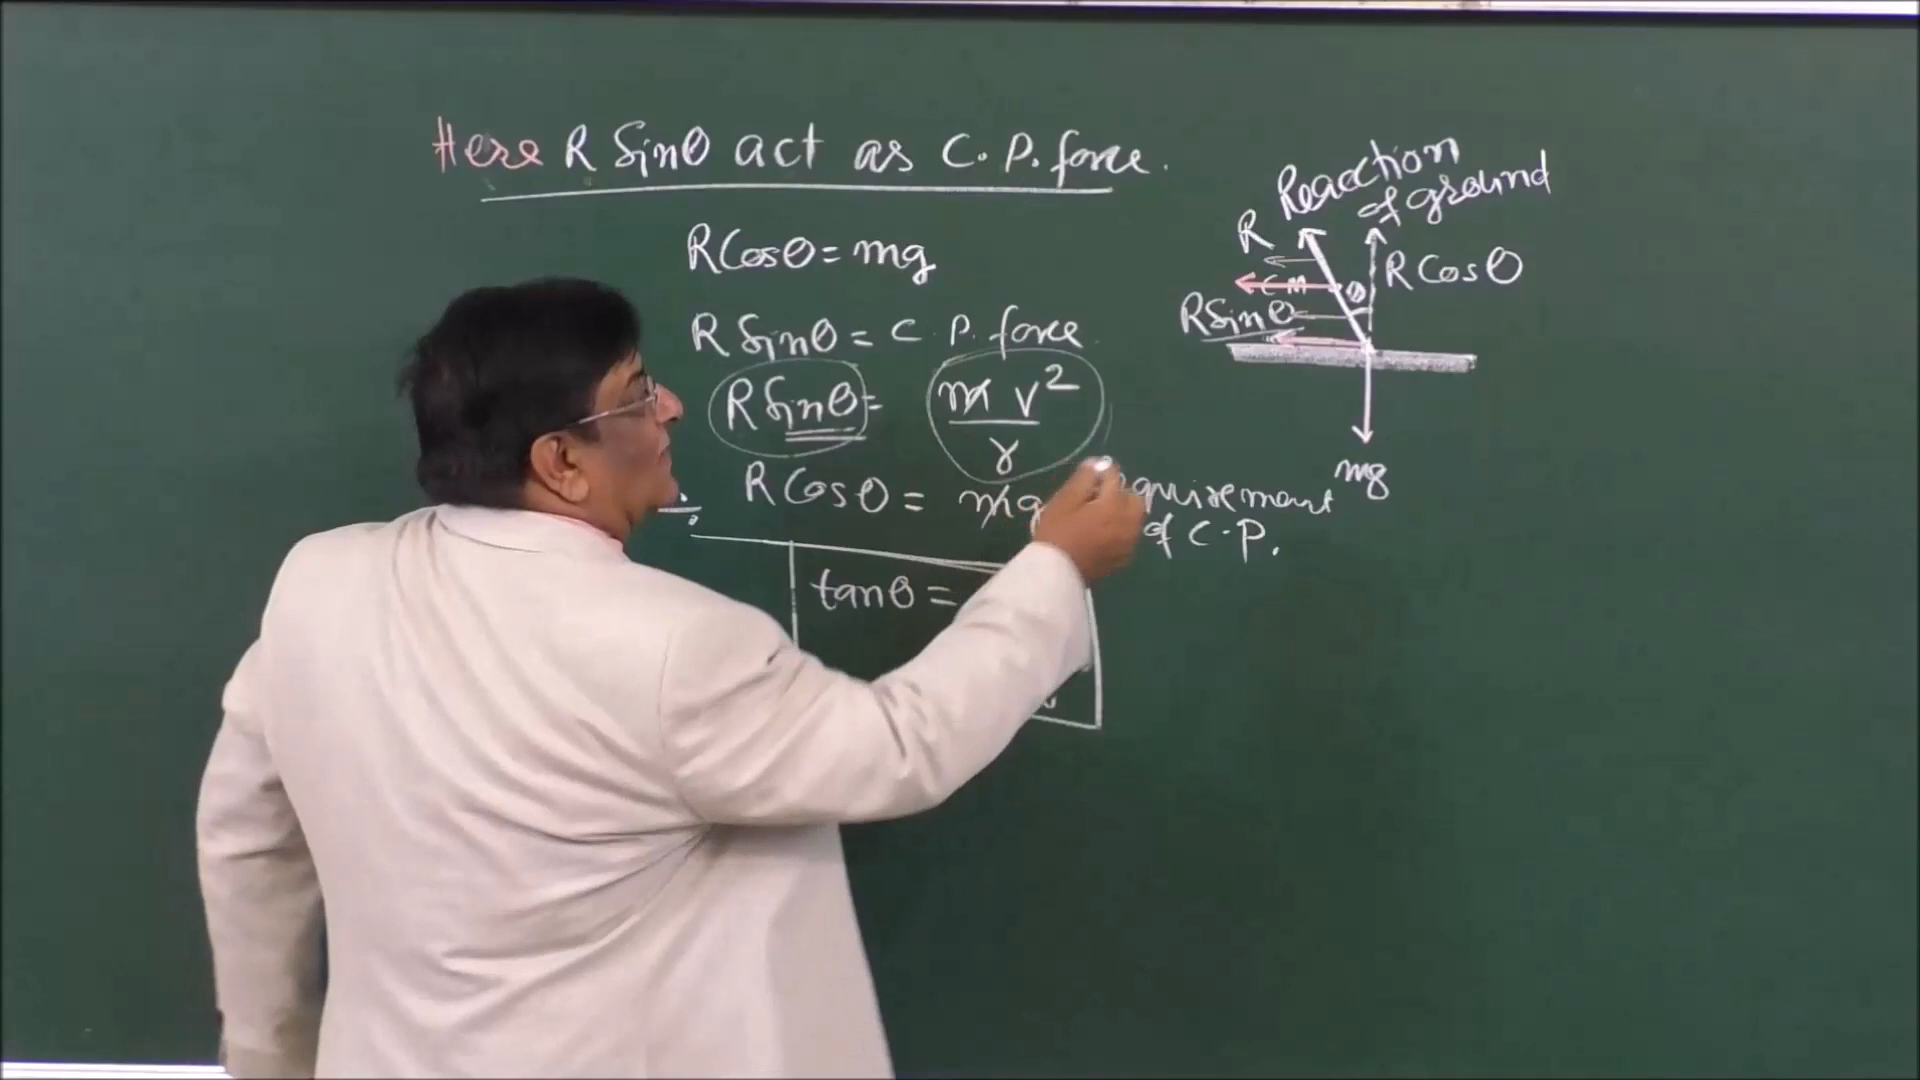 Here R Sinθ act as C.P. force.
RCosθ = mg
R Sinθ = C.P. force
R Sinθ = m v² / r
÷ R Cosθ = mg
requirement
of C.P.
tanθ =
Reaction
of ground
R
R Cosθ
θ
R Sinθ
mg